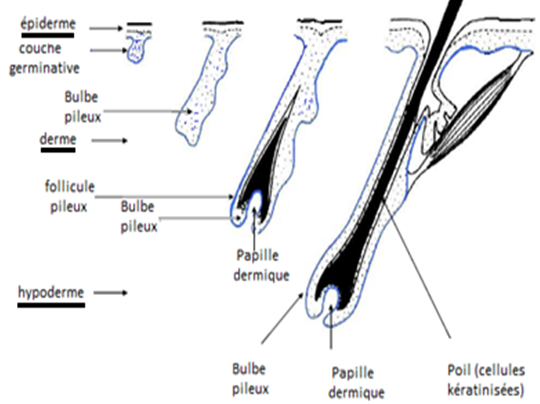 épiderme
couche
germinative
Bulbe
pileux
derme
follicule
pileux
Bulbe
pileux
Papille
dermique
hypoderme
Bulbe
pileux
Papille
dermique
Poil (cellules
kératinisées)